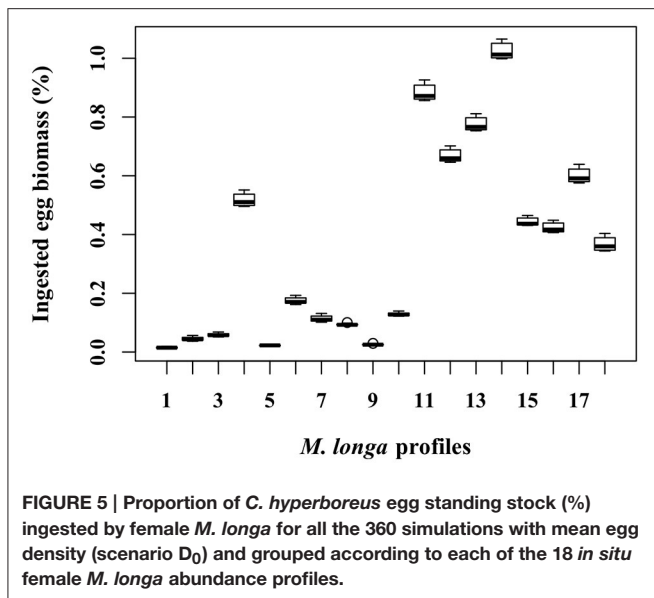 Ingested egg biomass (%)
1.0
0.8
0.6
0.4
0.2
0.0
1 3 5 7 9 11 13 15 17
M. longa profiles
FIGURE 5 | Proportion of C. hyperboreus egg standing stock (%)
ingested by female M. longa for all the 360 simulations with mean egg
density (scenario D₀) and grouped according to each of the 18 in situ
female M. longa abundance profiles.